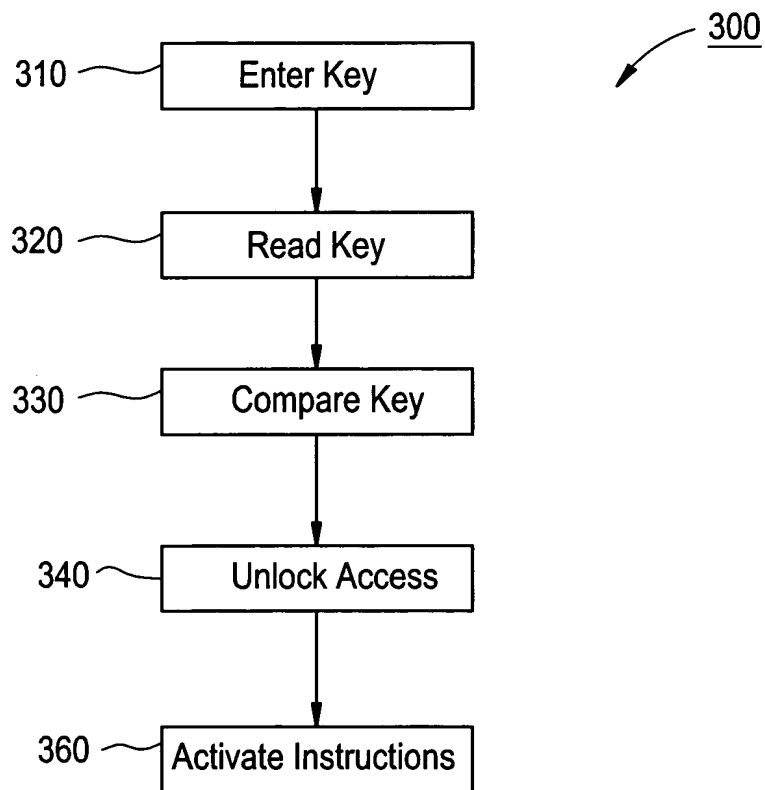 300
310 Enter Key
320 Read Key
330 Compare Key
340 Unlock Access
360 Activate Instructions